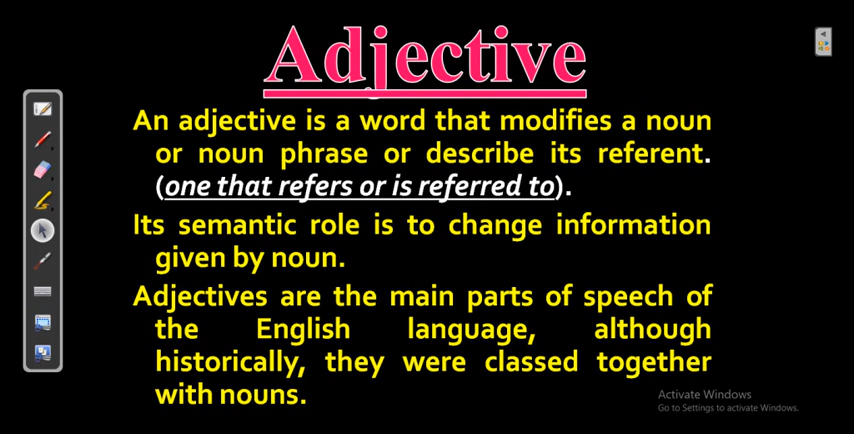 Adjective
An adjective is a word that modifies a noun
or noun phrase or describe its referent.
(one that refers or is referred to).
Its semantic role is to change information
given by noun.
Adjectives are the main parts of speech of
the English language, although
historically, they were classed together
with nouns.
Activate Windows
Go to Settings to activate Windows.